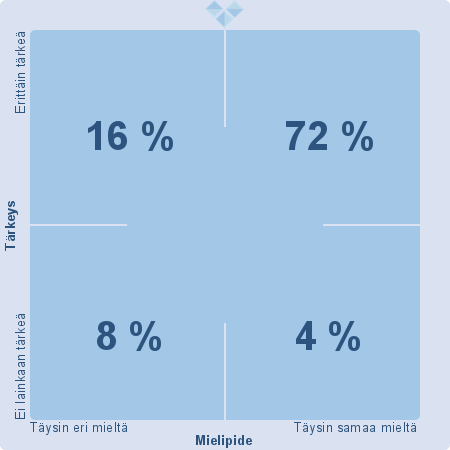 Erittäin tärkeä
16 %
72 %
Tärkeys
8 %
4 %
Ei lainkaan tärkeä
Täysin eri mieltä
Täysin samaa mieltä
Mielipide